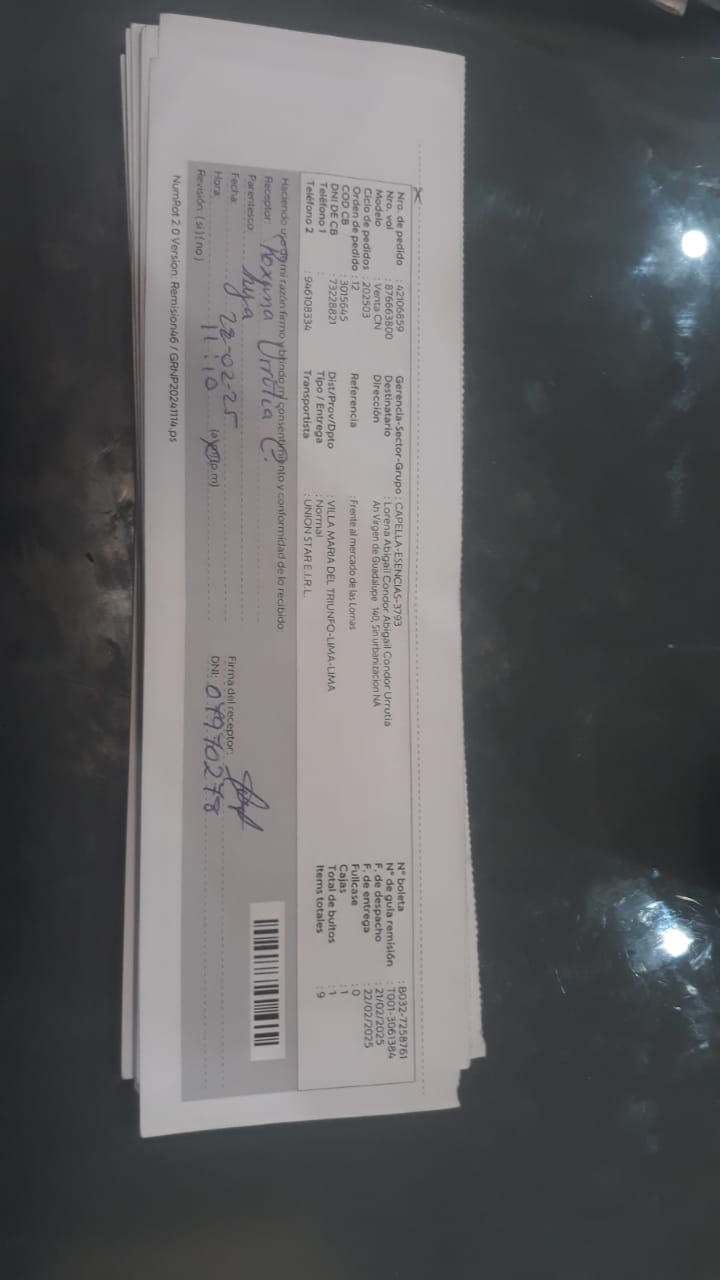 Nro. de pedido : 42106859
Nro. vol : 876663800
Modelo : Venta CN
Ciclo de pedidos : 202503
Orden de pedido : 12
COD CB : 3015645
DNI DE CB : 73228821
Teléfono 1 :
Teléfono 2 : 946108334
Gerencia-Sector-Grupo : CAPELLA-ESENCIAS-3793
Destinatario : Lorena Abigail Condor Abigail Condor Urrutia
Dirección : Ah Virgen de Guadalupe 140, Sin urbanizacion NA
Referencia : Frente al mercado de las Lomas
Dist/Prov/Dpto : VILLA MARIA DEL TRIUNFO-LIMA-LIMA
Tipo / Entrega : Normal
Transportista : UNION STAR E.I.R.L.
N° boleta : B032-7258761
N° de guía remisión : T001-3061384
F. de despacho : 21/02/2025
F. de entrega : 22/02/2025
Fullcase : 0
Cajas : 1
Total de bultos : 1
Items totales : 9
Haciendo uso de mi razón firmo y brindo mi consentimiento y conformidad de lo recibido:
Receptor: Roxana Urrutia C.
Parentesco:
Fecha: 22-02-25
Hora: 11:10 (a.m)(p.m)
Revisión: (si) (no)
Firma del receptor:
DNI:
NumRot 2.0 Version: Remision46 / GRNP20241114.ps